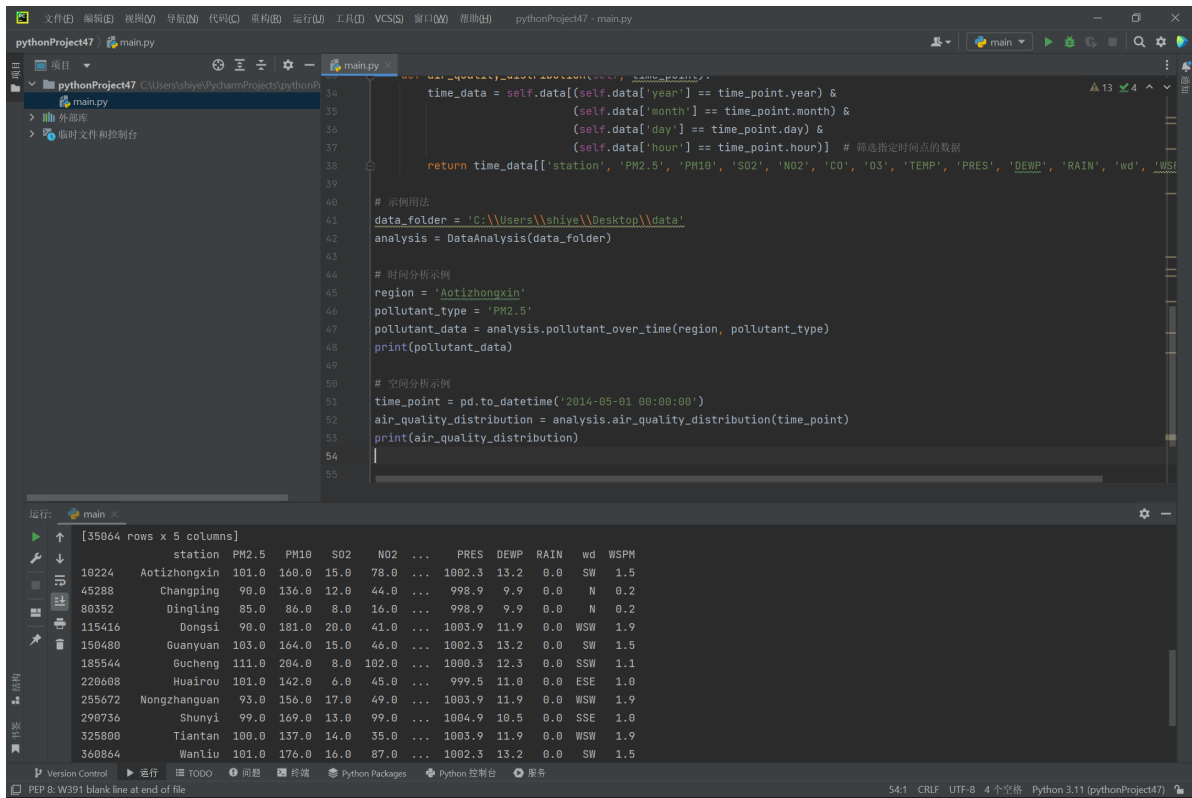 文件(F) 编辑(E) 视图(V) 导航(N) 代码(C) 重构(R) 运行(U) 工具(T) VCS(S) 窗口(W) 帮助(H) pythonProject47 - main.py
pythonProject47 main.py
main
项目
main.py
项目
pythonProject47 C:\Users\shiye\PycharmProjects\pythonP
main.py
外部库
临时文件和控制台
13 4
33 def air_quality_distribution(self, time_point):
34 time_data = self.data[(self.data['year'] == time_point.year) &
35 (self.data['month'] == time_point.month) &
36 (self.data['day'] == time_point.day) &
37 (self.data['hour'] == time_point.hour)] # 筛选指定时间点的数据
38 return time_data[['station', 'PM2.5', 'PM10', 'SO2', 'NO2', 'CO', 'O3', 'TEMP', 'PRES', 'DEWP', 'RAIN', 'wd', 'WSP
39
40 # 示例用法
41 data_folder = 'C:\\Users\\shiye\\Desktop\\data'
42 analysis = DataAnalysis(data_folder)
43
44 # 时间分析示例
45 region = 'Aotizhongxin'
46 pollutant_type = 'PM2.5'
47 pollutant_data = analysis.pollutant_over_time(region, pollutant_type)
48 print(pollutant_data)
49
50 # 空间分析示例
51 time_point = pd.to_datetime('2014-05-01 00:00:00')
52 air_quality_distribution = analysis.air_quality_distribution(time_point)
53 print(air_quality_distribution)
54
55
通知
运行: main
[35064 rows x 5 columns]
station PM2.5 PM10 SO2 NO2 ... PRES DEWP RAIN wd WSPM
10224 Aotizhongxin 101.0 160.0 15.0 78.0 ... 1002.3 13.2 0.0 SW 1.5
45288 Changping 90.0 136.0 12.0 44.0 ... 998.9 9.9 0.0 N 0.2
80352 Dingling 85.0 86.0 8.0 16.0 ... 998.9 9.9 0.0 N 0.2
115416 Dongsi 90.0 181.0 20.0 41.0 ... 1003.9 11.9 0.0 WSW 1.9
150480 Guanyuan 103.0 164.0 15.0 46.0 ... 1002.3 13.2 0.0 SW 1.5
185544 Gucheng 111.0 204.0 8.0 102.0 ... 1000.3 12.3 0.0 SSW 1.1
220608 Huairou 101.0 142.0 6.0 45.0 ... 999.5 11.0 0.0 ESE 1.0
255672 Nongzhanguan 93.0 156.0 17.0 49.0 ... 1003.9 11.9 0.0 WSW 1.9
290736 Shunyi 99.0 169.0 13.0 99.0 ... 1004.9 10.5 0.0 SSE 1.0
325800 Tiantan 100.0 137.0 14.0 35.0 ... 1003.9 11.9 0.0 WSW 1.9
360864 Wanliu 101.0 176.0 16.0 87.0 ... 1002.3 13.2 0.0 SW 1.5
结构
书签
Version Control 运行 TODO 问题 终端 Python Packages Python 控制台 服务
PEP 8: W391 blank line at end of file 54:1 CRLF UTF-8 4 个空格 Python 3.11 (pythonProject47)